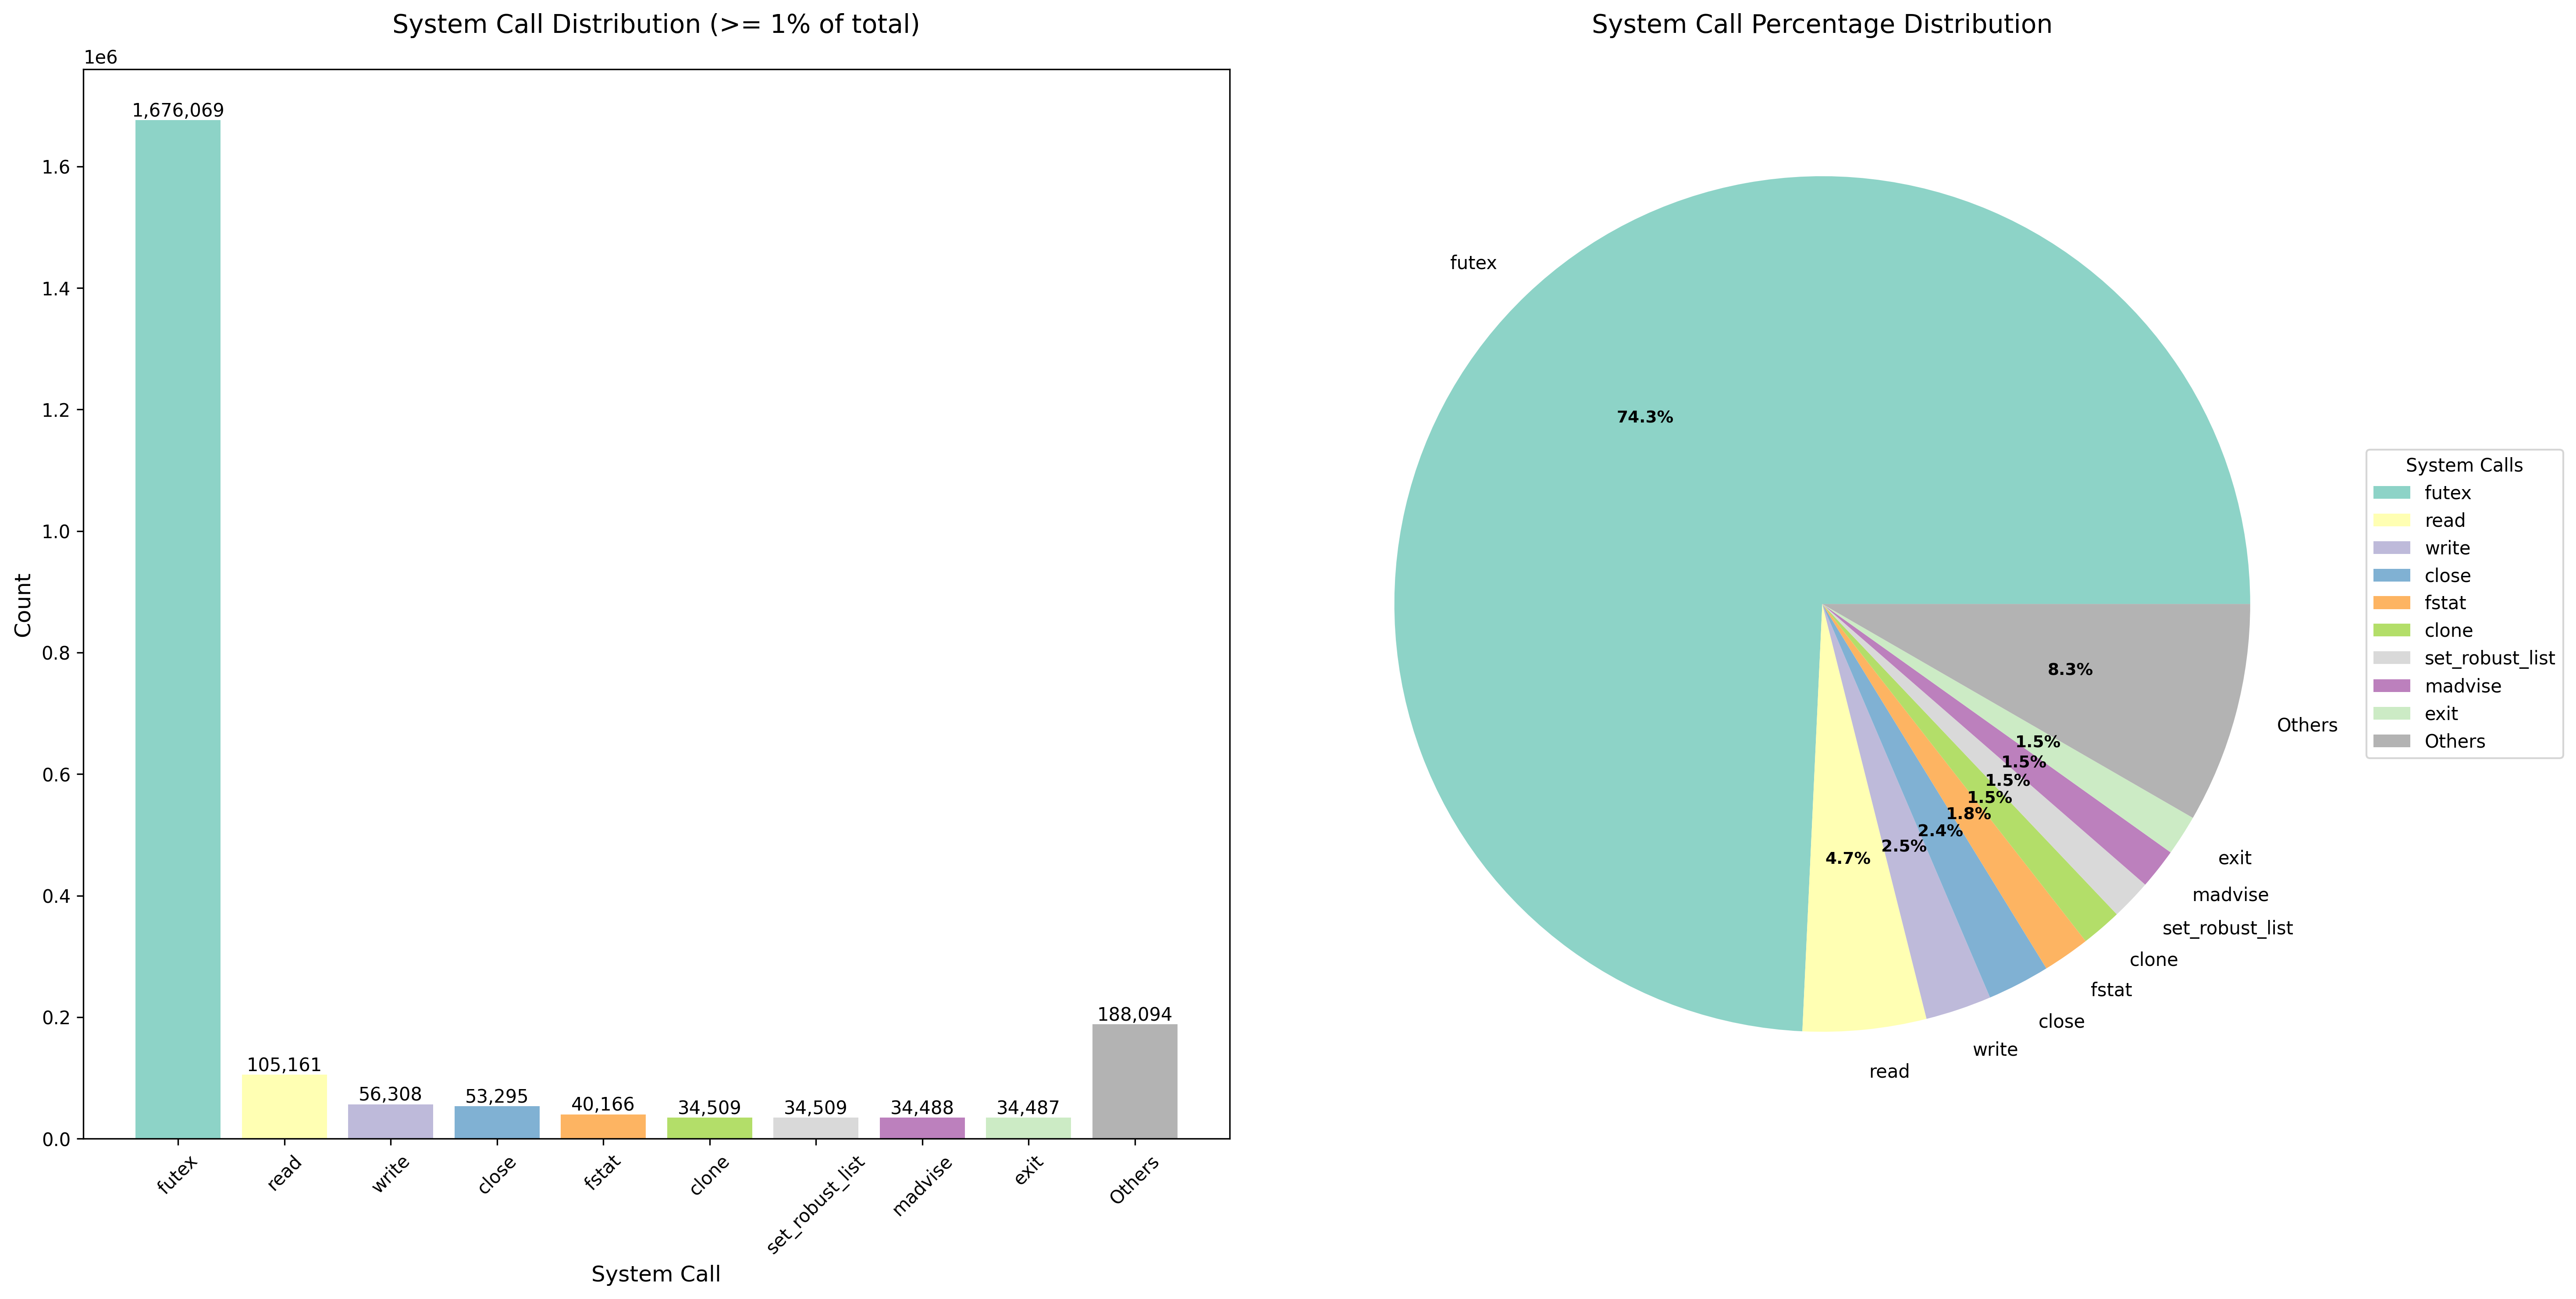 System Call Distribution (>= 1% of total)
1e6
1,676,069
1.6
1.4
1.2
1.0
0.8
0.6
0.4
0.2
0.0
Count
105,161
56,308
53,295
40,166
34,509
34,509
34,488
34,487
188,094
futex
read
write
close
fstat
clone
set_robust_list
madvise
exit
Others
System Call
System Call Percentage Distribution
futex
74.3%
read
4.7%
write
2.5%
close
2.4%
fstat
1.8%
clone
1.5%
set_robust_list
1.5%
madvise
1.5%
exit
1.5%
Others
8.3%
System Calls
futex
read
write
close
fstat
clone
set_robust_list
madvise
exit
Others